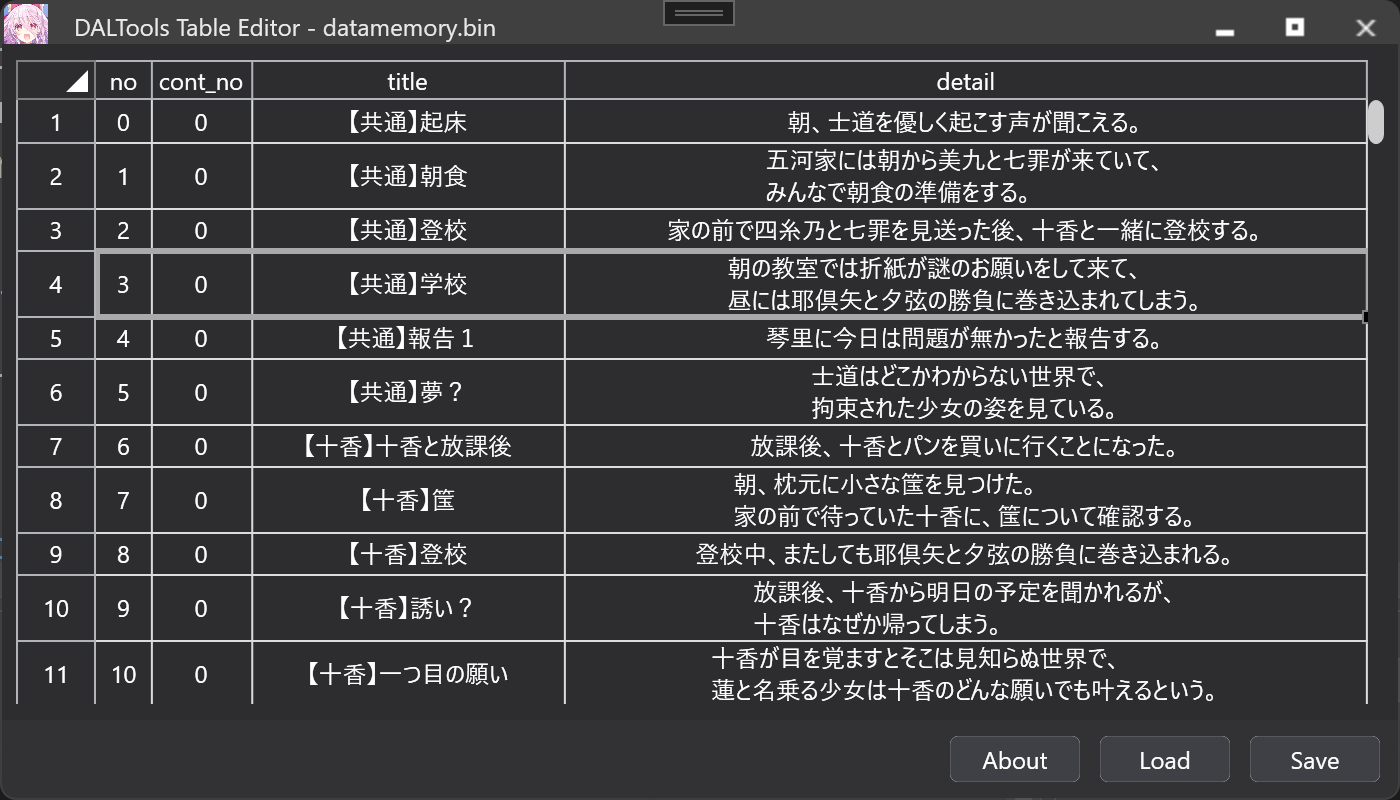 DALTools Table Editor - datamemory.bin
no cont_no title detail
1 0 0 【共通】起床 朝、士道を優しく起こす声が聞こえる。
2 1 0 【共通】朝食 五河家には朝から美九と七罪が来ていて、
みんなで朝食の準備をする。
3 2 0 【共通】登校 家の前で四糸乃と七罪を見送った後、十香と一緒に登校する。
4 3 0 【共通】学校 朝の教室では折紙が謎のお願いをして来て、
昼には耶倶矢と夕弦の勝負に巻き込まれてしまう。
5 4 0 【共通】報告１ 琴里に今日は問題が無かったと報告する。
6 5 0 【共通】夢？ 士道はどこかわからない世界で、
拘束された少女の姿を見ている。
7 6 0 【十香】十香と放課後 放課後、十香とパンを買いに行くことになった。
8 7 0 【十香】筐 朝、枕元に小さな筐を見つけた。
家の前で待っていた十香に、筐について確認する。
9 8 0 【十香】登校 登校中、またしても耶倶矢と夕弦の勝負に巻き込まれる。
10 9 0 【十香】誘い？ 放課後、十香から明日の予定を聞かれるが、
十香はなぜか帰ってしまう。
11 10 0 【十香】一つ目の願い 十香が目を覚ますとそこは見知らぬ世界で、
蓮と名乗る少女は十香のどんな願いでも叶えるという。
About Load Save